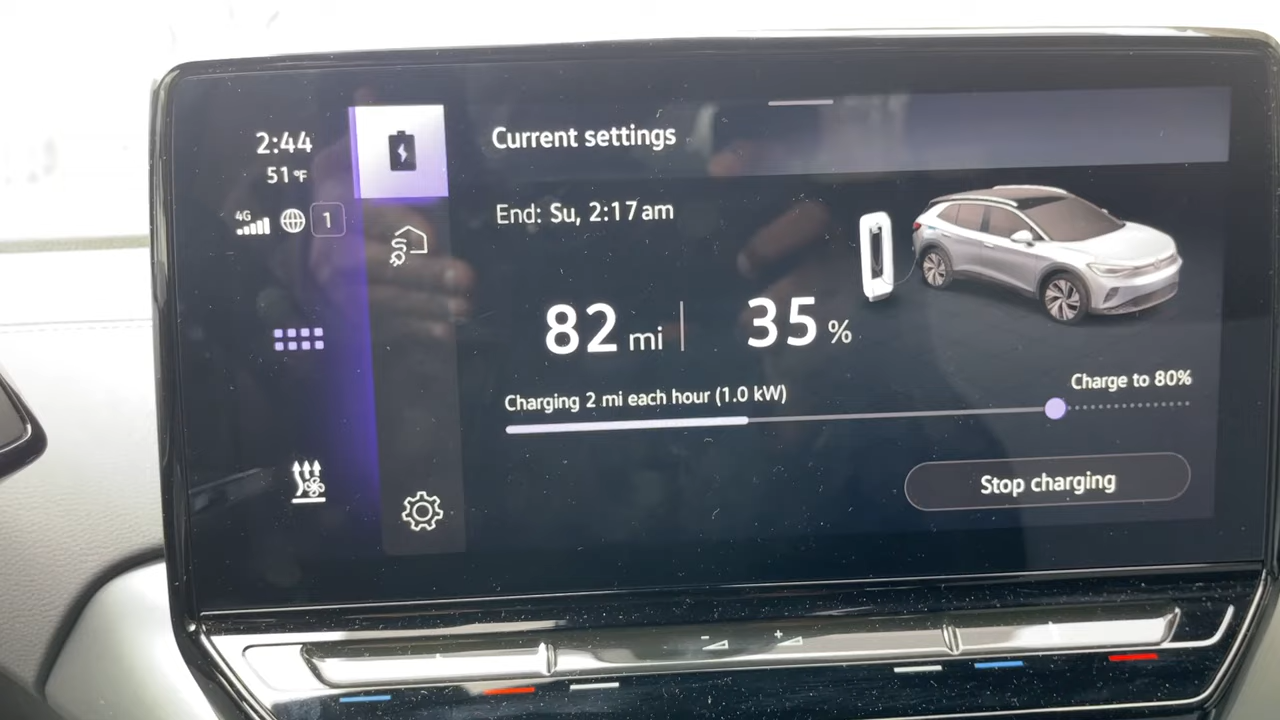 2:44
51°F
4G
1
Current settings
End: Su, 2:17 am
82 mi | 35 %
Charging 2 mi each hour (1.0 kW)
Charge to 80%
Stop charging
- +